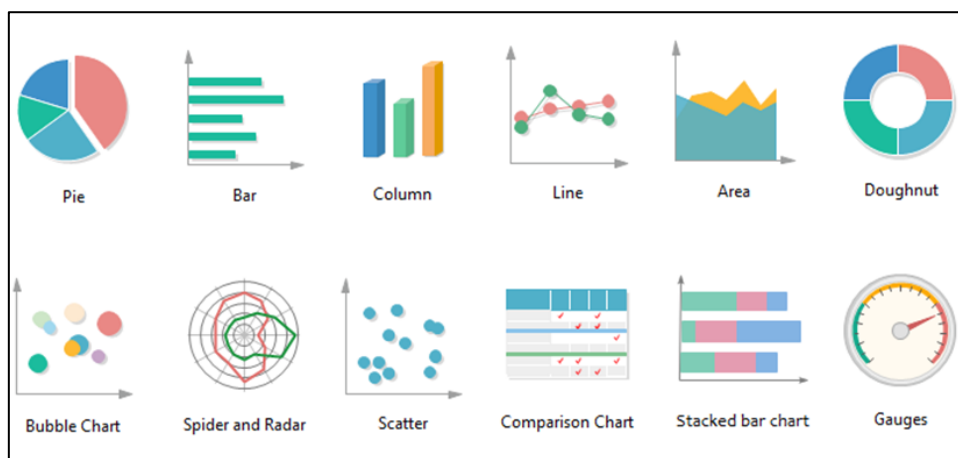 Pie
Bar
Column
Line
Area
Doughnut
Bubble Chart
Spider and Radar
Scatter
Comparison Chart
Stacked bar chart
Gauges